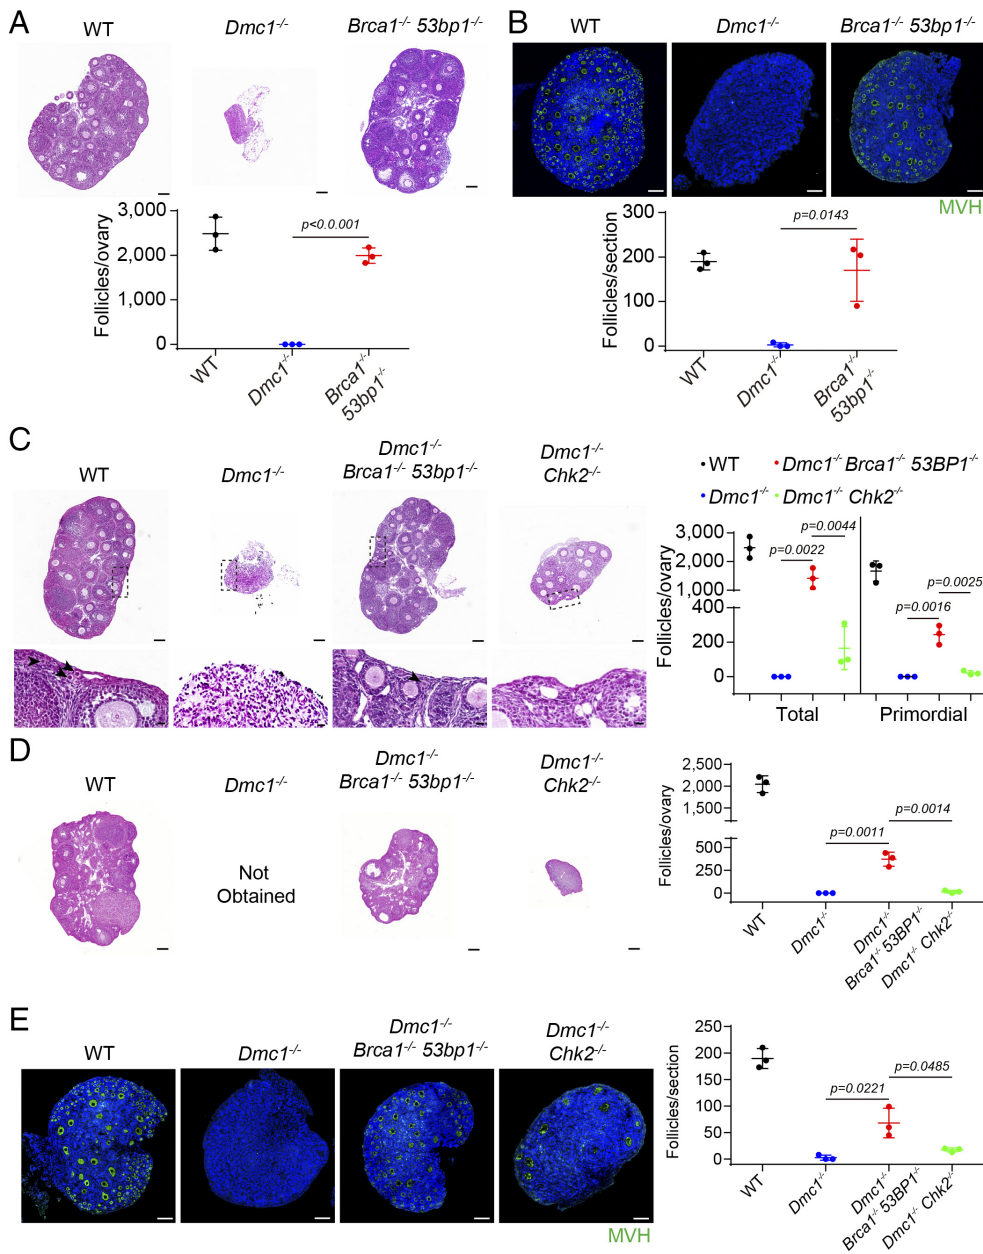 A
WT
Dmc1-/-
Brca1-/- 53bp1-/-
3,000
2,000
1,000
0
Follicles/ovary
p<0.0.001
WT
Dmc1-/-
Brca1-/-
53bp1-/-
B
WT
Dmc1-/-
Brca1-/- 53bp1-/-
MVH
300
200
100
0
Follicles/section
p=0.0143
WT
Dmc1-/-
Brca1-/-
53bp1-/-
C
WT
Dmc1-/-
Dmc1-/-
Brca1-/- 53bp1-/-
Dmc1-/-
Chk2-/-
WT
Dmc1-/- Brca1-/- 53BP1-/-
Dmc1-/-
Dmc1-/- Chk2-/-
3,000
2,000
1,000
400
200
0
Follicles/ovary
p=0.0044
p=0.0022
p=0.0025
p=0.0016
Total
Primordial
D
WT
Dmc1-/-
Dmc1-/-
Brca1-/- 53bp1-/-
Dmc1-/-
Chk2-/-
Not
Obtained
2,500
2,000
1,500
500
250
0
Follicles/ovary
p=0.0014
p=0.0011
WT
Dmc1-/-
Dmc1-/-
Brca1-/- 53BP1-/-
Dmc1-/- Chk2-/-
E
WT
Dmc1-/-
Dmc1-/-
Brca1-/- 53bp1-/-
Dmc1-/-
Chk2-/-
MVH
250
200
150
100
50
0
Follicles/section
p=0.0485
p=0.0221
WT
Dmc1-/-
Dmc1-/-
Brca1-/- 53BP1-/-
Dmc1-/- Chk2-/-